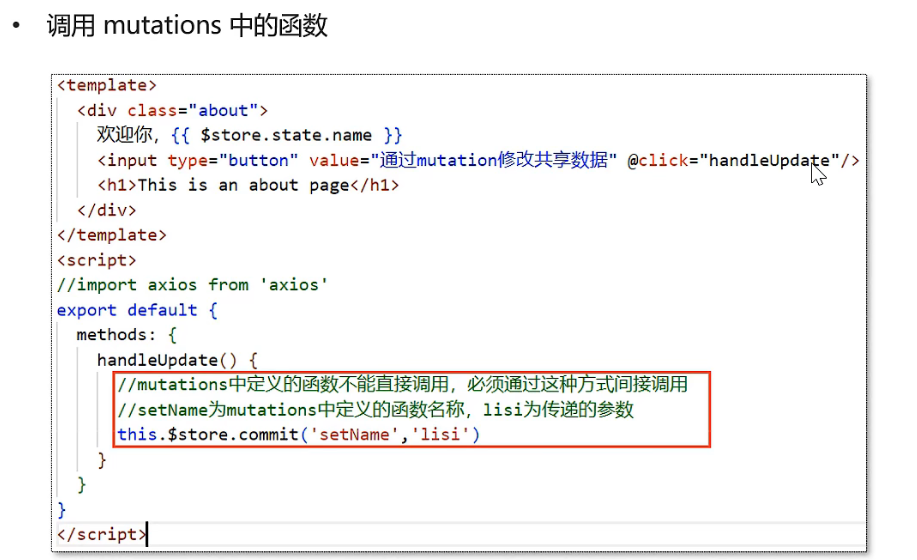 • 调用 mutations 中的函数
<template>
<div class="about">
欢迎你，{{ $store.state.name }}
<input type="button" value="通过mutation修改共享数据" @click="handleUpdate"/>
<h1>This is an about page</h1>
</div>
</template>
<script>
//import axios from 'axios'
export default {
methods: {
handleUpdate() {
//mutations中定义的函数不能直接调用，必须通过这种方式间接调用
//setName为mutations中定义的函数名称，lisi为传递的参数
this.$store.commit('setName','lisi')
}
}
}
</script>